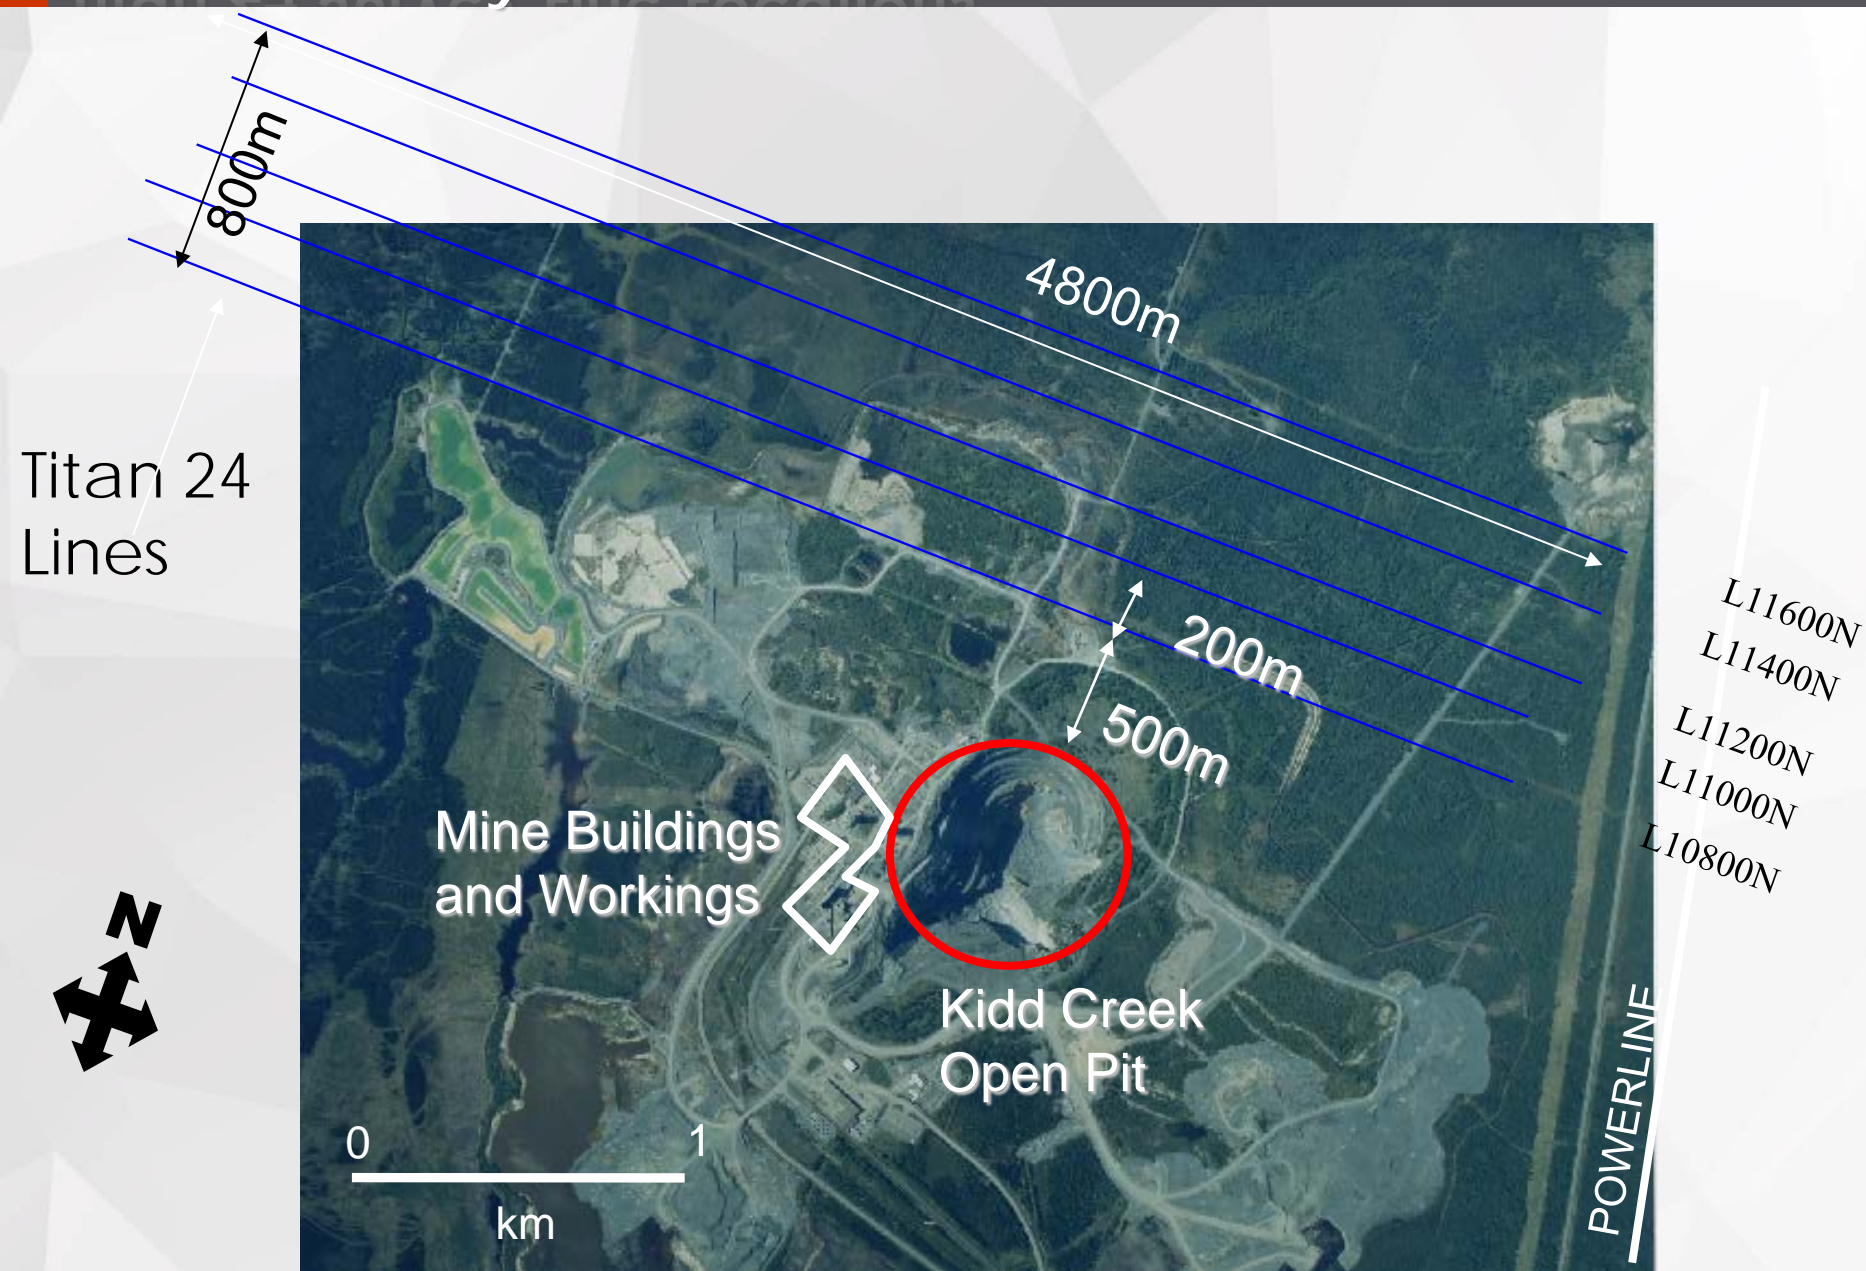 800m
4800m
Titan 24
Lines
L11600N
L11400N
L11200N
L11000N
L10800N
200m
500m
Mine Buildings
and Workings
N
Kidd Creek
Open Pit
POWERLINE
0 1
km